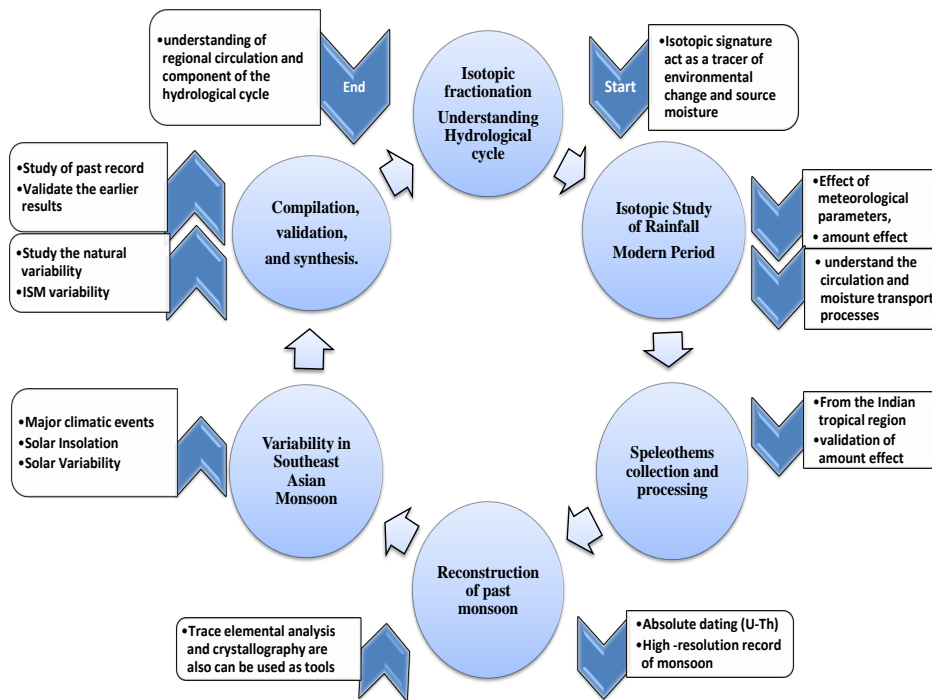 Isotopic
fractionation
Understanding
Hydrological
cycle
Start
•Isotopic signature
act as a tracer of
environmental
change and source
moisture
Isotopic Study
of Rainfall
Modern Period
•Effect of
meteorological
parameters,
• amount effect
• understand the
circulation and
moisture transport
processes
Speleothems
collection and
processing
•From the Indian
tropical region
•validation of
amount effect
Reconstruction
of past
monsoon
•Absolute dating (U-Th)
•High -resolution record
of monsoon
•Trace elemental analysis
and crystallography are
also can be used as tools
Variability in
Southeast
Asian
Monsoon
•Major climatic events
•Solar Insolation
•Solar Variability
Compilation,
validation,
and synthesis.
•Study the natural
variability
•ISM variability
•Study of past record
•Validate the earlier
results
End
•understanding of
regional circulation and
component of the
hydrological cycle